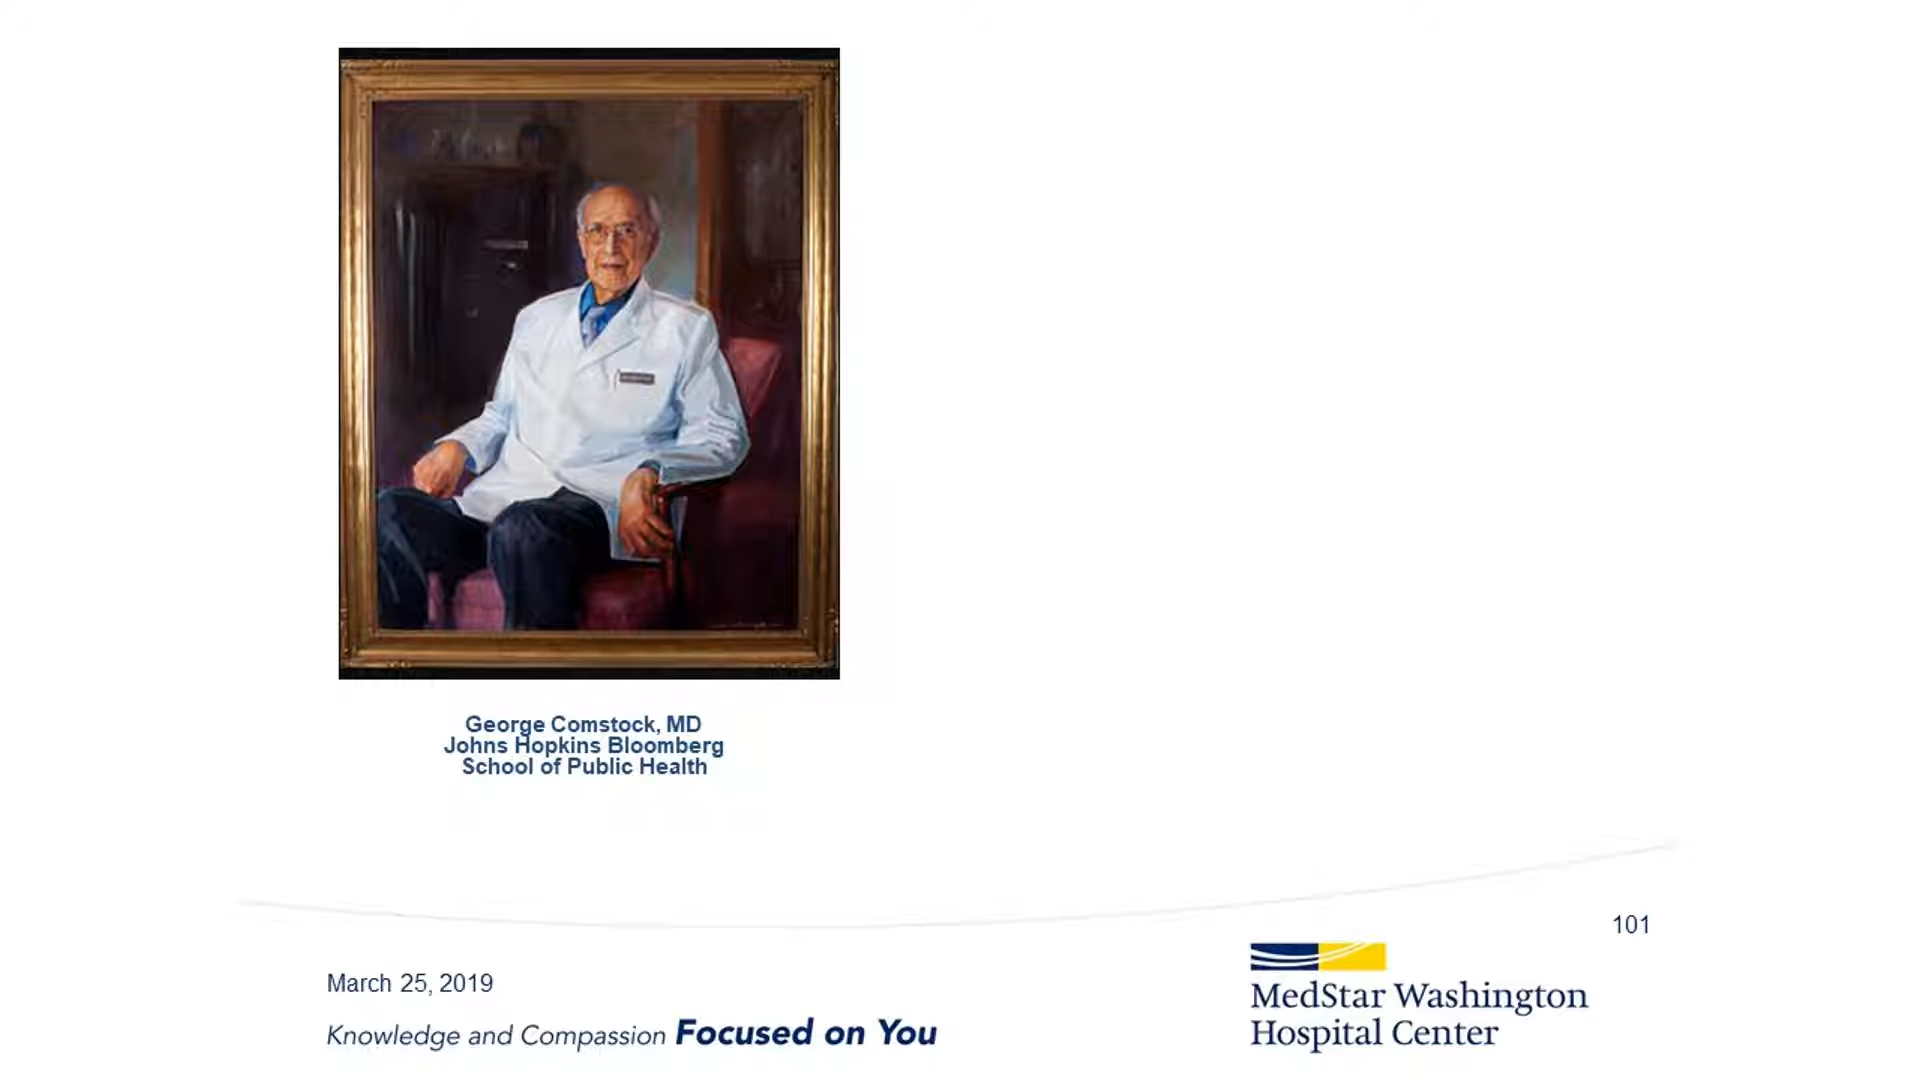 George Comstock, MD
Johns Hopkins Bloomberg
School of Public Health
101
March 25, 2019
Knowledge and Compassion Focused on You
MedStar Washington
Hospital Center